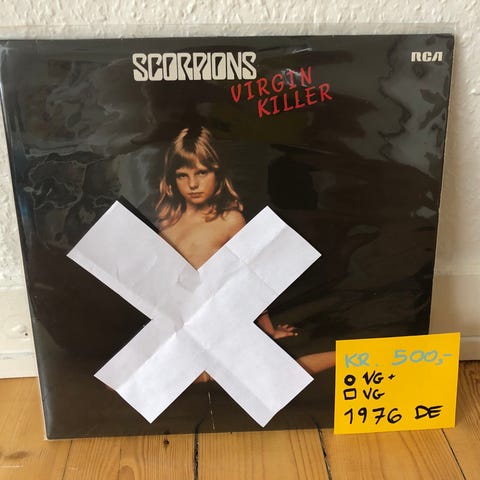 SCORPIONS
RCA
VIRGIN
KILLER
KR 500,-
VG+
VG
1976 DE